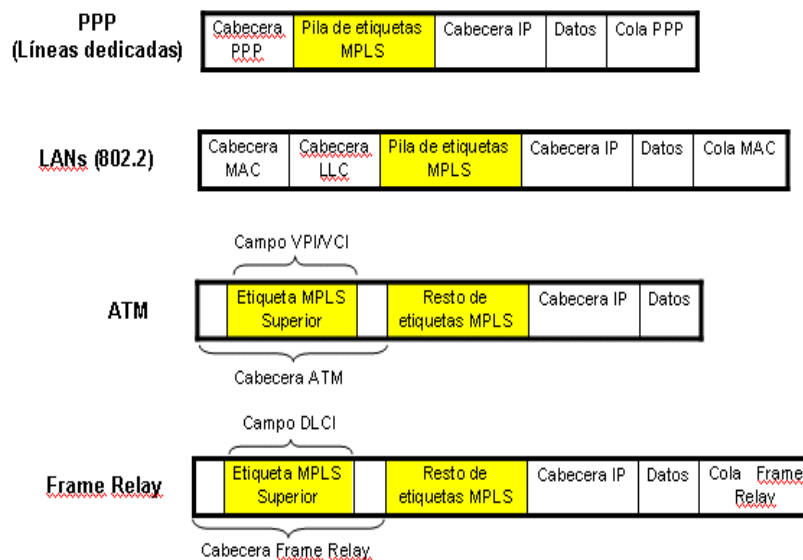 PPP
(Líneas dedicadas)
Cabecera
PPP
Pila de etiquetas
MPLS
Cabecera IP
Datos
Cola PPP
LANs (802.2)
Cabecera
MAC
Cabecera
LLC
Pila de etiquetas
MPLS
Cabecera IP
Datos
Cola MAC
Campo VPI/VCI
ATM
Etiqueta MPLS
Superior
Resto de
etiquetas MPLS
Cabecera IP
Datos
Cabecera ATM
Campo DLCI
Frame Relay
Etiqueta MPLS
Superior
Resto de
etiquetas MPLS
Cabecera IP
Datos
Cola Frame
Relay
Cabecera Frame Relay